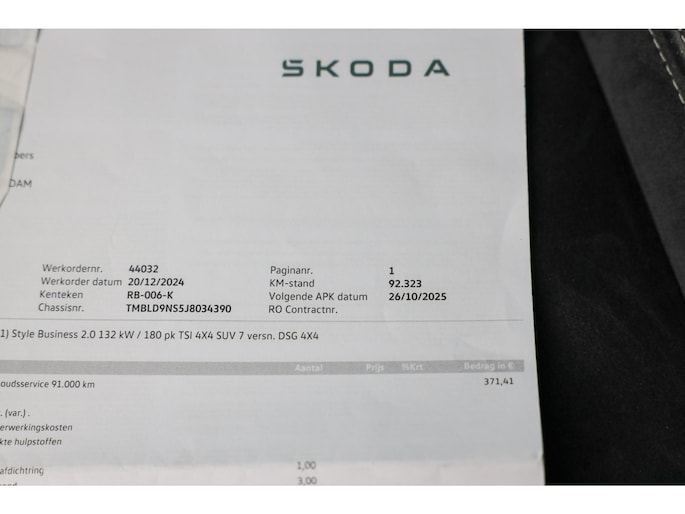 ŠKODA
bers
DAM
Werkordernr. 44032 Paginanr. 1
Werkorder datum 20/12/2024 KM-stand 92.323
Kenteken RB-006-K Volgende APK datum 26/10/2025
Chassisnr. TMBLD9NS5J8034390 RO Contractnr.
1) Style Business 2.0 132 kW / 180 pk TSI 4X4 SUV 7 versn. DSG 4X4
Aantal Prijs %Krt Bedrag in €
oudsservice 91.000 km 371,41
. (var.) .
erwerkingskosten
kte hulpstoffen
afdichtring 1,00
3,00